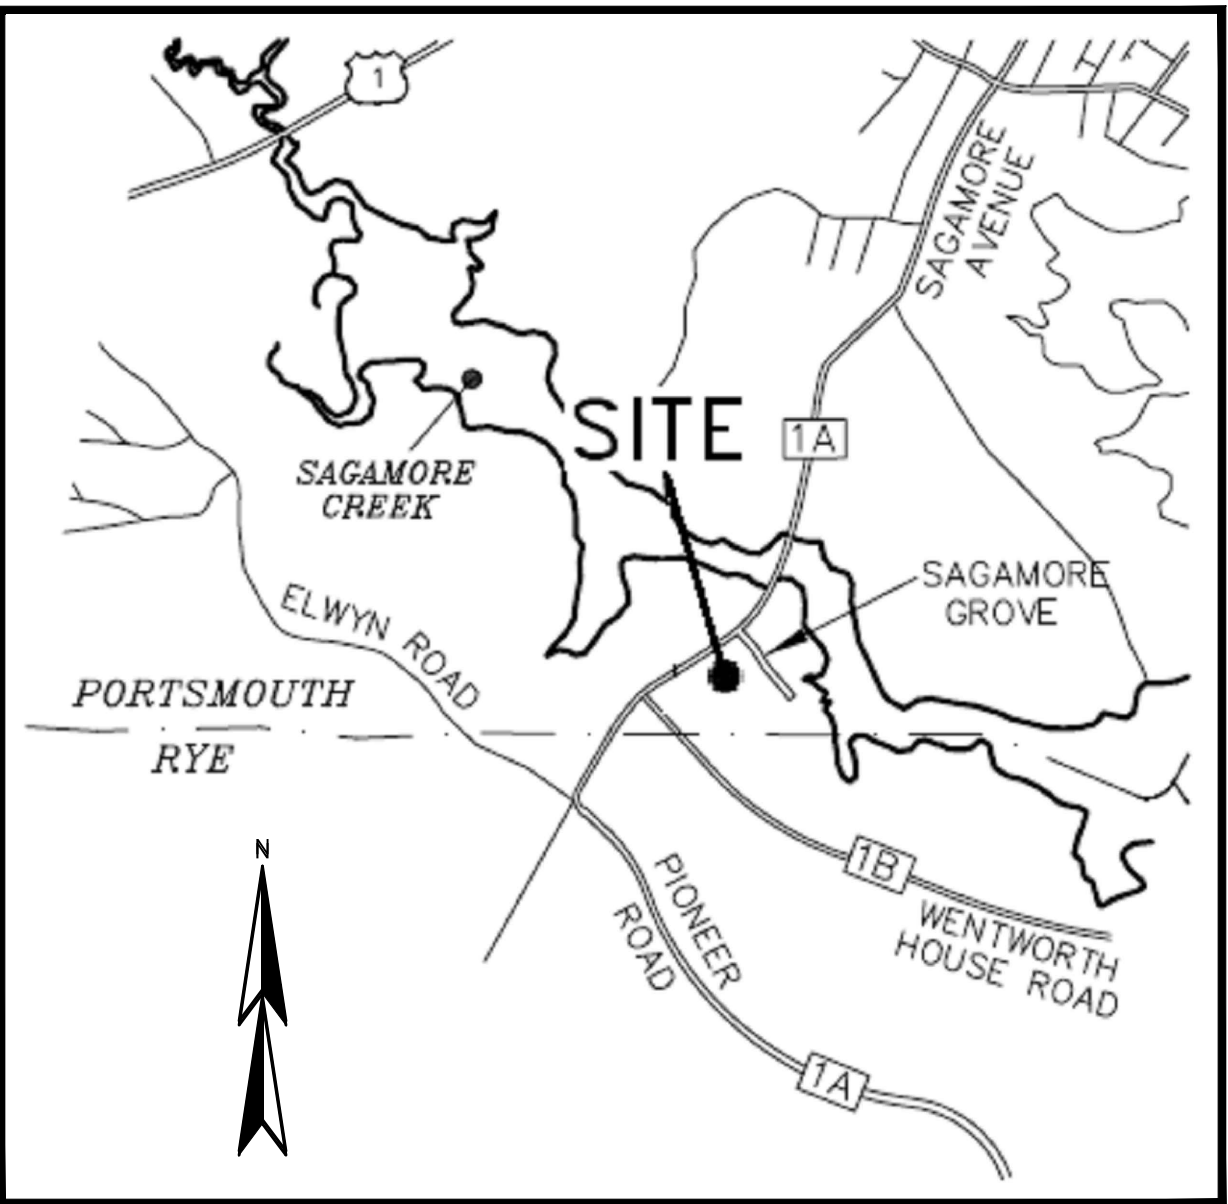 1
SAGAMORE
AVENUE
SITE
1A
SAGAMORE
CREEK
SAGAMORE
GROVE
ELWYN ROAD
PORTSMOUTH
RYE
N
1B
PIONEER
ROAD
WENTWORTH
HOUSE ROAD
1A